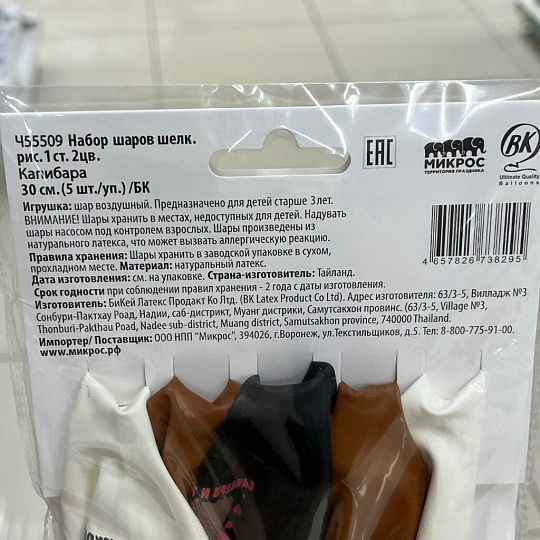 Ч55509 Набор шаров шелк.
рис.1ст. 2цв.
Капибара
30 см.(5 шт./уп.) /БК
EAC
МИКРОС
ТЕРРИТОРИЯ ПРАЗДНИКА
BK
Ultimate Quality
Balloons
Игрушка: шар воздушный. Предназначено для детей старше 3 лет.
ВНИМАНИЕ! Шары хранить в местах, недоступных для детей. Надувать
шары насосом под контролем взрослых. Шары произведены из
натурального латекса, что может вызвать аллергическую реакцию.
Правила хранения: Шары хранить в заводской упаковке в сухом,
прохладном месте. Материал: натуральный латекс.
Дата изготовления: см. на упаковке. Страна-изготовитель: Таиланд.
Срок годности при соблюдении правил хранения - 2 года с даты изготовления
4 657826 738295
Изготовитель: БиКей Латекс Продакт Ко Лтд. (BK Latex Product Co Ltd). Адрес изготовителя: 63/3-5, Вилладж №3
Сонбури-Пактхау Роад, Надии, саб-дистрикт, Муанг дистрикт, Самутсакхон провинс. (63/3-5, Village №3,
Thonburi-Pakthau Poad, Nadee sub-district, Muang district, Samutsakhon province, 740000 Thailand.
Импортер/ Поставщик: ООО НПП "Микрос", 394026, г.Воронеж, ул.Текстильщиков, д.5. Тел: 8-800-775-91-00.
www.микрос.рф